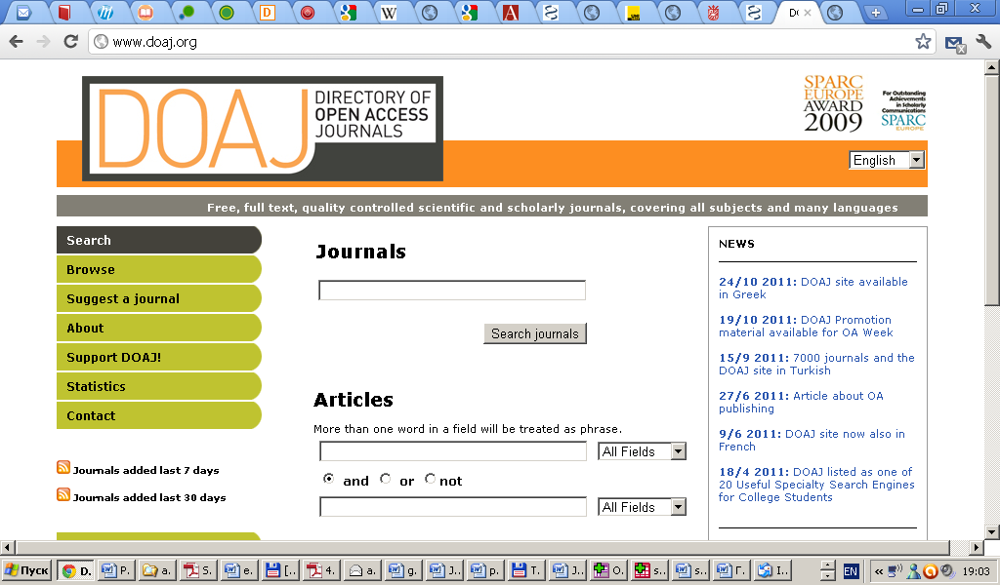 W
D
A
DO
www.doaj.org
DOAJ
DIRECTORY OF
OPEN ACCESS
JOURNALS
SPARC
EUROPE
AWARD
2009
For Outstanding
Achievements
in Scholarly
Communications
SPARC
EUROPE
English
Free, full text, quality controlled scientific and scholarly journals, covering all subjects and many languages
Search
Browse
Suggest a journal
About
Support DOAJ!
Statistics
Contact
Journals added last 7 days
Journals added last 30 days
Journals
Search journals
Articles
More than one word in a field will be treated as phrase.
All Fields
and or not
All Fields
NEWS
24/10 2011: DOAJ site available
in Greek
19/10 2011: DOAJ Promotion
material available for OA Week
15/9 2011: 7000 journals and the
DOAJ site in Turkish
27/6 2011: Article about OA
publishing
9/6 2011: DOAJ site now also in
French
18/4 2011: DOAJ listed as one of
20 Useful Specialty Search Engines
for College Students
Пуск
D.
P..
a.
S.
e.
[..
4.
a.
g.
J..
p.
T.
J..
O.
s..
s..
Г.
I..
EN
«
19:03